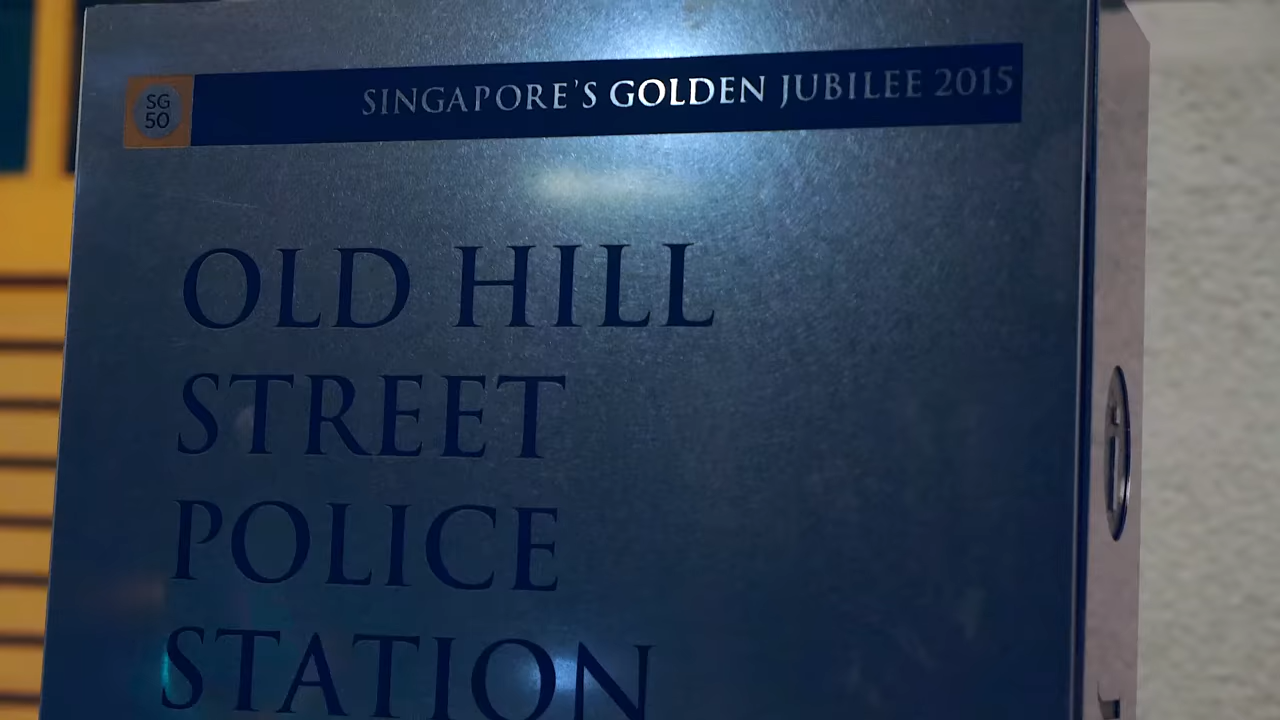 SG
50
SINGAPORE'S GOLDEN JUBILEE 2015
OLD HILL
STREET
POLICE
STATION
i